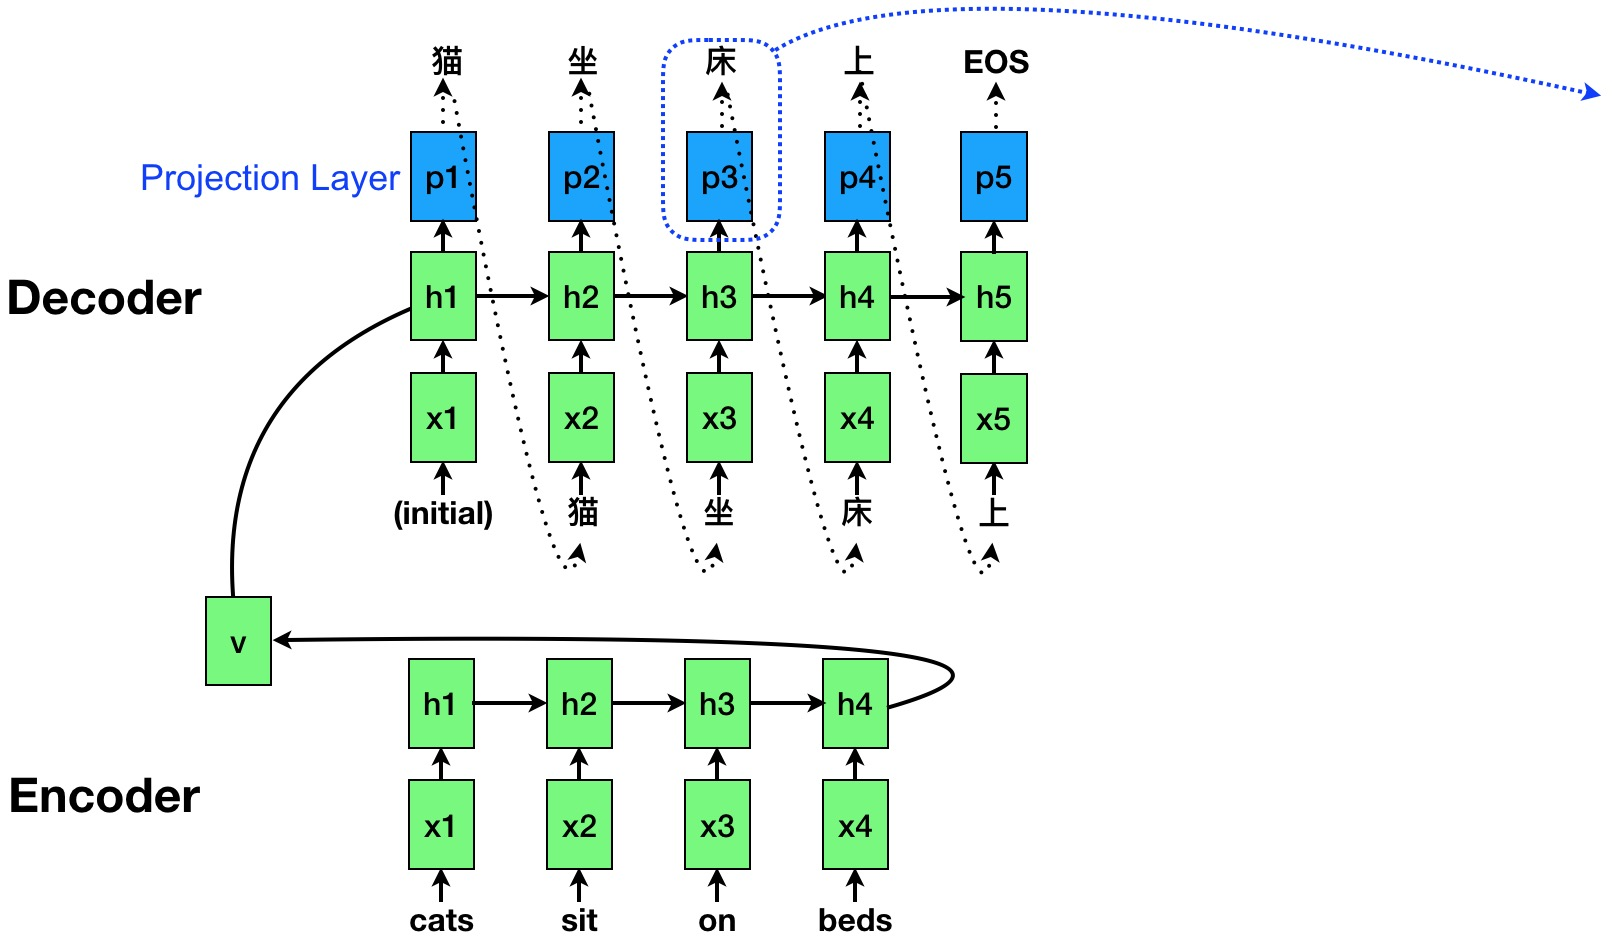 猫 坐 床 上 EOS
Projection Layer p1 p2 p3 p4 p5
Decoder h1 h2 h3 h4 h5
x1 x2 x3 x4 x5
(initial) 猫 坐 床 上
v
h1 h2 h3 h4
Encoder
x1 x2 x3 x4
cats sit on beds